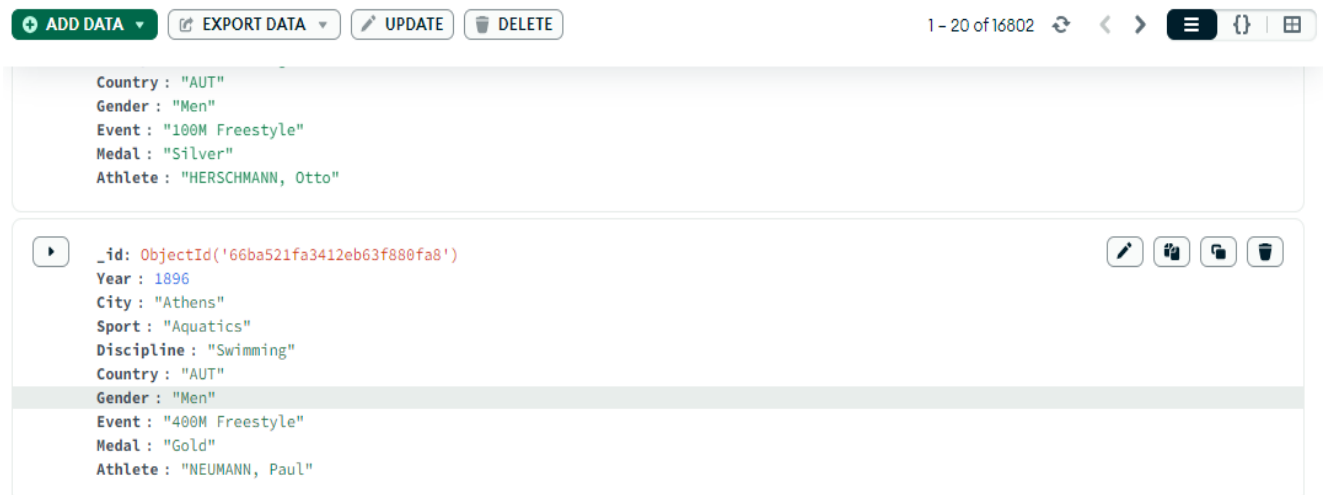 ADD DATA EXPORT DATA UPDATE DELETE 1 – 20 of 16802 {}
Country : "AUT"
Gender : "Men"
Event : "100M Freestyle"
Medal : "Silver"
Athlete : "HERSCHMANN, Otto"
_id: ObjectId('66ba521fa3412eb63f880fa8')
Year : 1896
City : "Athens"
Sport : "Aquatics"
Discipline : "Swimming"
Country : "AUT"
Gender : "Men"
Event : "400M Freestyle"
Medal : "Gold"
Athlete : "NEUMANN, Paul"